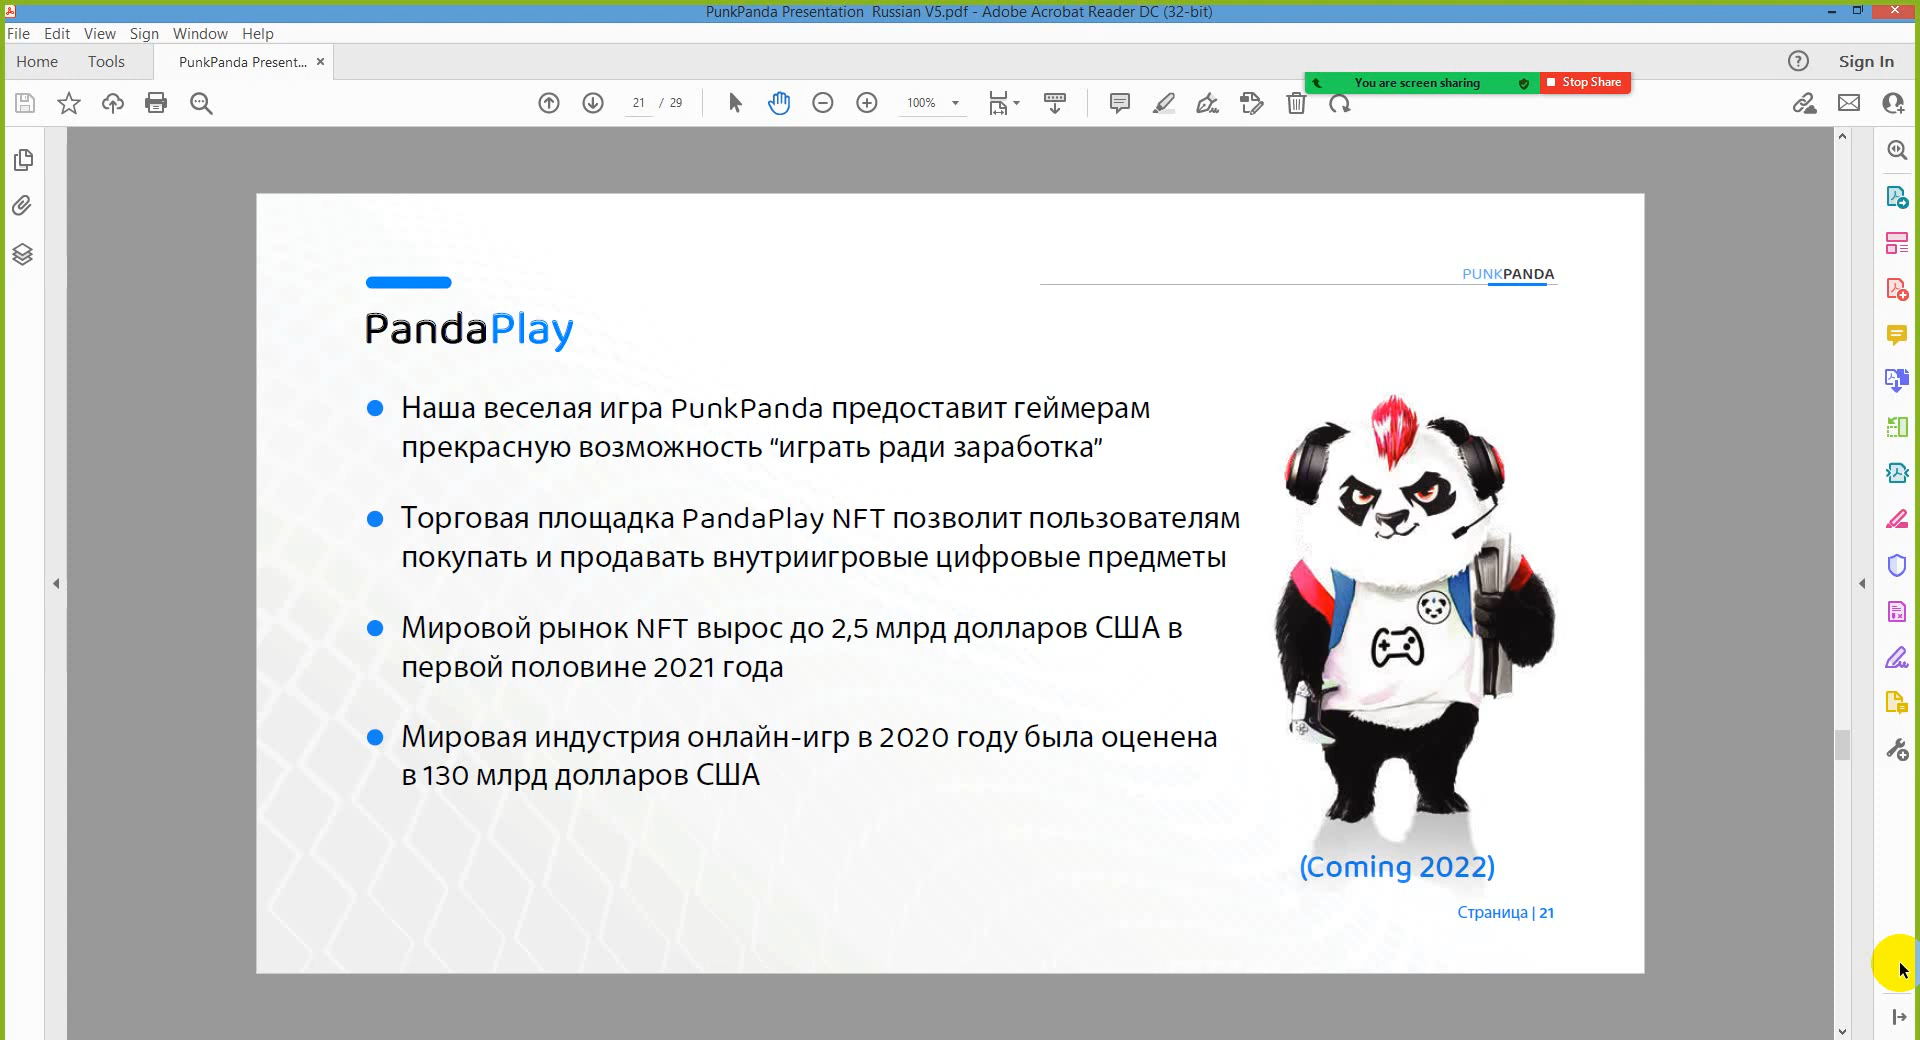 PunkPanda Presentation Russian V5.pdf - Adobe Acrobat Reader DC (32-bit)
File Edit View Sign Window Help
Home Tools PunkPanda Present... × Sign In
You are screen sharing Stop Share
21 / 29 100%
PUNKPANDA
PandaPlay
Наша веселая игра PunkPanda предоставит геймерам
прекрасную возможность “играть ради заработка”
Торговая площадка PandaPlay NFT позволит пользователям
покупать и продавать внутриигровые цифровые предметы
Мировой рынок NFT вырос до 2,5 млрд долларов США в
первой половине 2021 года
Мировая индустрия онлайн-игр в 2020 году была оценена
в 130 млрд долларов США
(Coming 2022)
Страница | 21